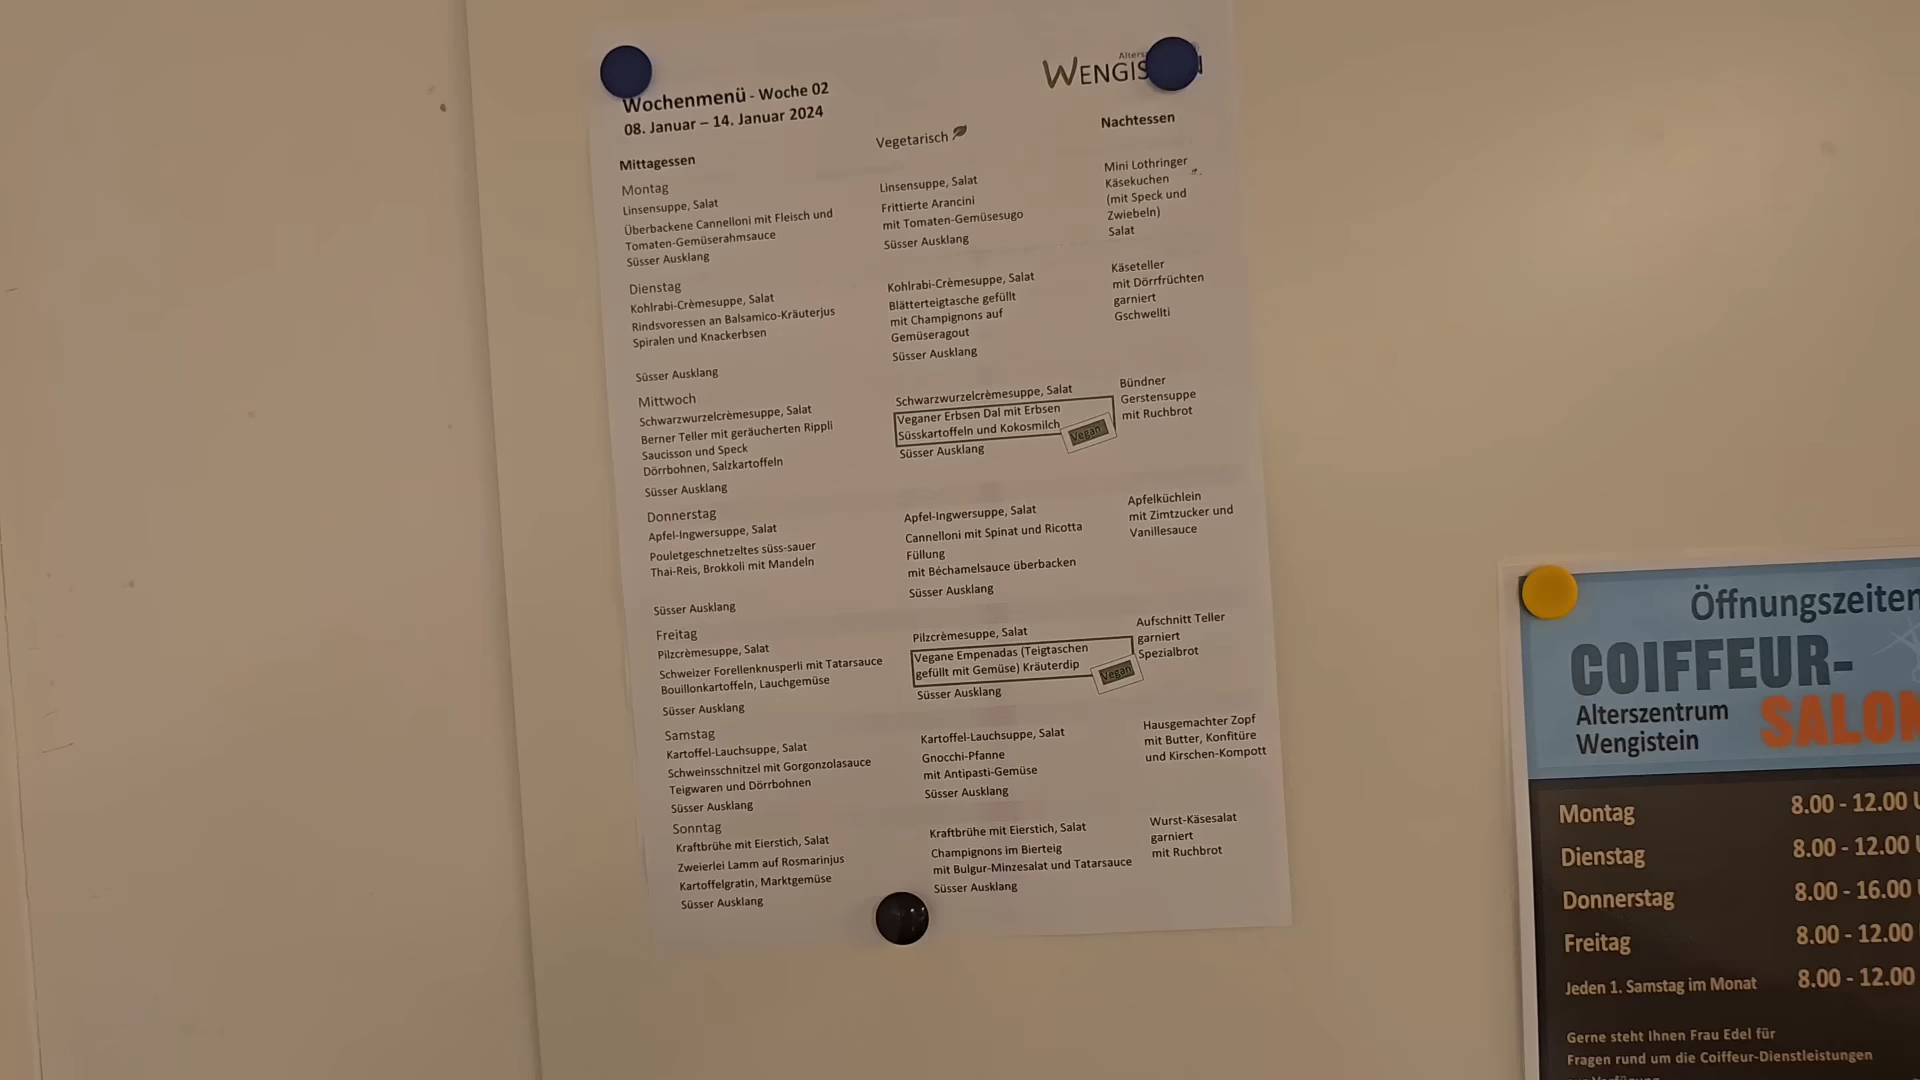 Wochenmenü - Woche 02
08. Januar – 14. Januar 2024
Mittagessen
Montag
Linsensuppe, Salat
Überbackene Cannelloni mit Fleisch und
Tomaten-Gemüserahmsauce
Süsser Ausklang
Dienstag
Kohlrabi-Crèmesuppe, Salat
Rindsvoressen an Balsamico-Kräuterjus
Spiralen und Knackerbsen
Süsser Ausklang
Mittwoch
Schwarzwurzelcrèmesuppe, Salat
Berner Teller mit geräucherten Rippli
Saucisson und Speck
Dörrbohnen, Salzkartoffeln
Süsser Ausklang
Donnerstag
Apfel-Ingwersuppe, Salat
Pouletgeschnetzeltes süss-sauer
Thai-Reis, Brokkoli mit Mandeln
Süsser Ausklang
Freitag
Pilzcrèmesuppe, Salat
Schweizer Forellenknusperli mit Tatarsauce
Bouillonkartoffeln, Lauchgemüse
Süsser Ausklang
Samstag
Kartoffel-Lauchsuppe, Salat
Schweinsschnitzel mit Gorgonzolasauce
Teigwaren und Dörrbohnen
Süsser Ausklang
Sonntag
Kraftbrühe mit Eierstich, Salat
Zweierlei Lamm auf Rosmarinjus
Kartoffelgratin, Marktgemüse
Süsser Ausklang
Vegetarisch
Linsensuppe, Salat
Frittierte Arancini
mit Tomaten-Gemüsesugo
Süsser Ausklang
Kohlrabi-Crèmesuppe, Salat
Blätterteigtasche gefüllt
mit Champignons auf
Gemüseragout
Süsser Ausklang
Schwarzwurzelcrèmesuppe, Salat
Veganer Erbsen Dal mit Erbsen
Süsskartoffeln und Kokosmilch
Vegan
Süsser Ausklang
Apfel-Ingwersuppe, Salat
Cannelloni mit Spinat und Ricotta
Füllung
mit Béchamelsauce überbacken
Süsser Ausklang
Pilzcrèmesuppe, Salat
Vegane Empenadas (Teigtaschen
gefüllt mit Gemüse) Kräuterdip
Vegan
Süsser Ausklang
Kartoffel-Lauchsuppe, Salat
Gnocchi-Pfanne
mit Antipasti-Gemüse
Süsser Ausklang
Kraftbrühe mit Eierstich, Salat
Champignons im Bierteig
mit Bulgur-Minzesalat und Tatarsauce
Süsser Ausklang
Nachtessen
Mini Lothringer
Käsekuchen
(mit Speck und
Zwiebeln)
Salat
Käseteller
mit Dörrfrüchten
garniert
Gschwellti
Bündner
Gerstensuppe
mit Ruchbrot
Apfelküchlein
mit Zimtzucker und
Vanillesauce
Aufschnitt Teller
garniert
Spezialbrot
Hausgemachter Zopf
mit Butter, Konfitüre
und Kirschen-Kompott
Wurst-Käsesalat
garniert
mit Ruchbrot
Öffnungszeiten
COIFFEUR-
SALON
Alterszentrum
Wengistein
Montag 8.00 - 12.00
Dienstag 8.00 - 12.00
Donnerstag 8.00 - 16.00
Freitag 8.00 - 12.00
Jeden 1. Samstag im Monat 8.00 - 12.00
Gerne steht Ihnen Frau Edel für
Fragen rund um die Coiffeur-Dienstleistungen